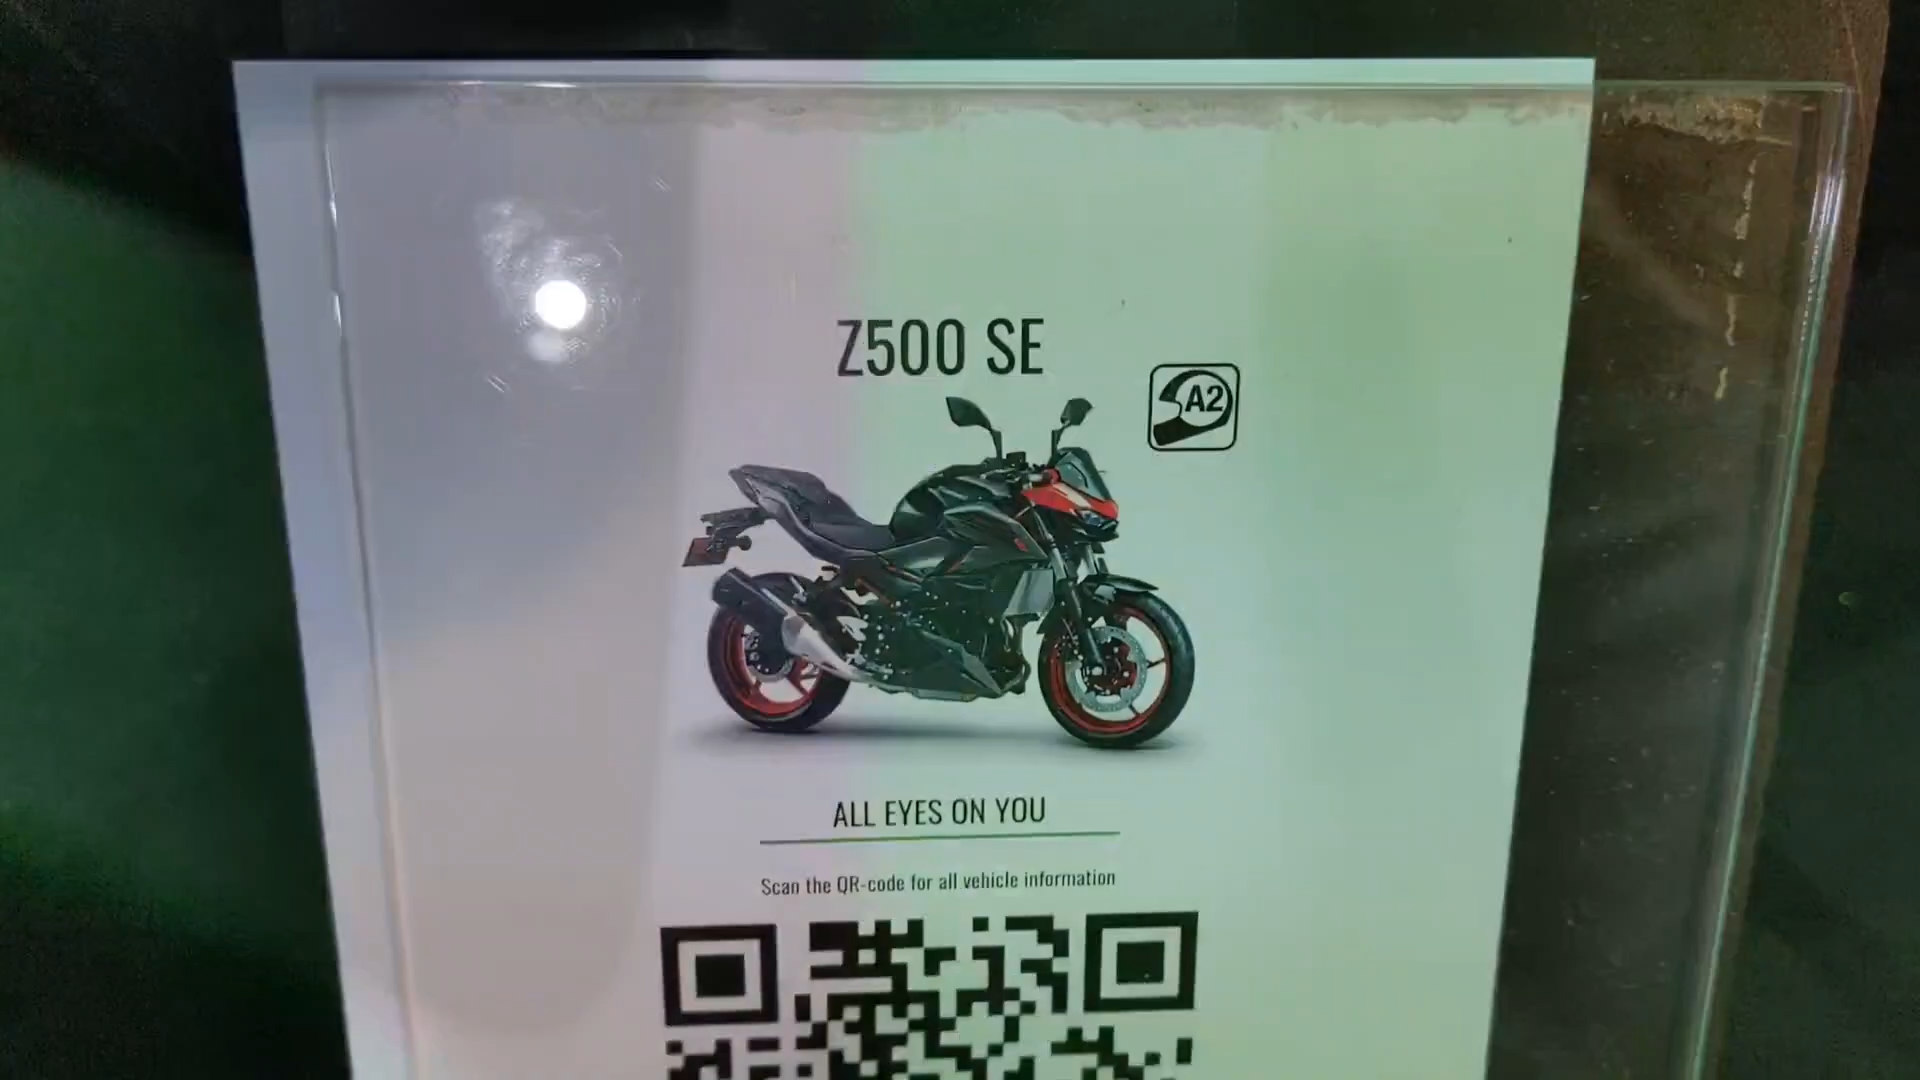 Z500 SE
A2
ALL EYES ON YOU
Scan the QR-code for all vehicle information